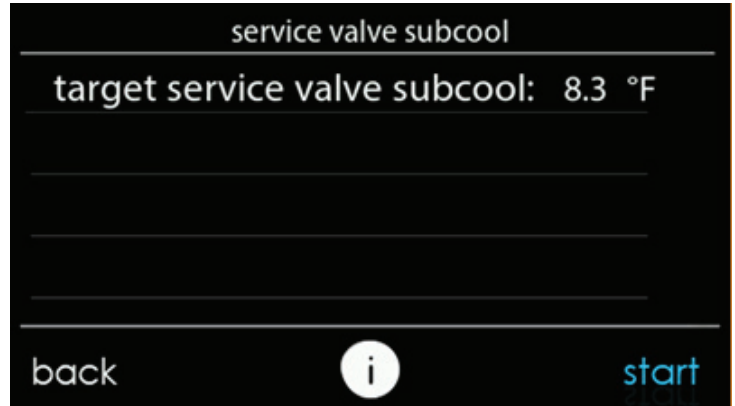 service valve subcool
target service valve subcool: 8.3 °F
back i start